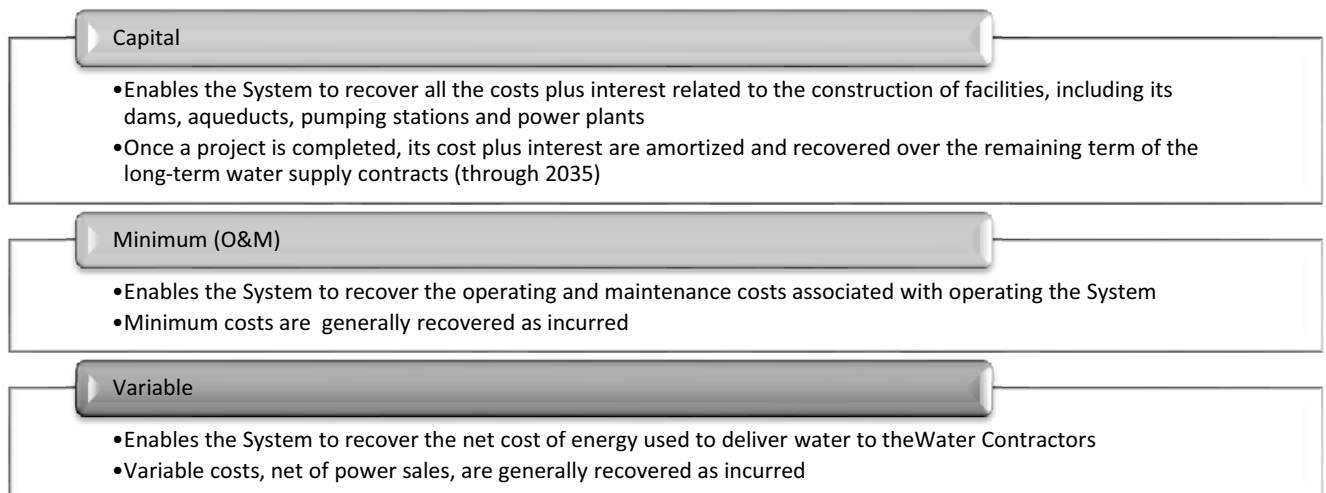 Capital
•Enables the System to recover all the costs plus interest related to the construction of facilities, including its
dams, aqueducts, pumping stations and power plants
•Once a project is completed, its cost plus interest are amortized and recovered over the remaining term of the
long-term water supply contracts (through 2035)
Minimum (O&M)
•Enables the System to recover the operating and maintenance costs associated with operating the System
•Minimum costs are generally recovered as incurred
Variable
•Enables the System to recover the net cost of energy used to deliver water to theWater Contractors
•Variable costs, net of power sales, are generally recovered as incurred